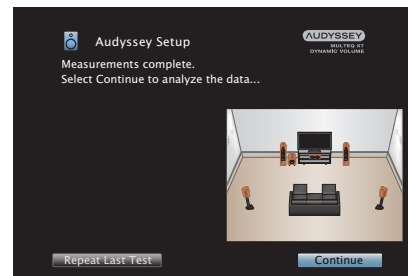 Audyssey Setup
AUDYSSEY
MULTEQ XT
DYNAMIC VOLUME
Measurements complete.
Select Continue to analyze the data...
Repeat Last Test
Continue